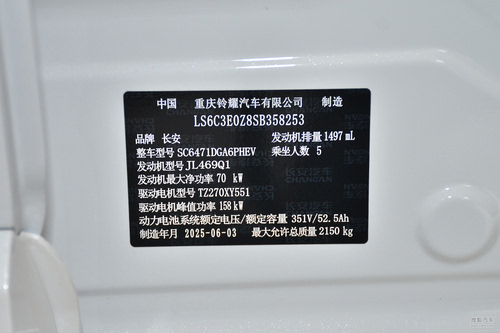 中国 重庆铃耀汽车有限公司 制造
LS6C3E0Z8SB358253
品牌 长安 发动机排量 1497 mL
整车型号 SC6471DGA6PHEV 乘坐人数 5
发动机型号 JL469Q1
发动机最大净功率 70 kW
驱动电机型号 TZ270XY551
驱动电机峰值功率 158 kW
动力电池系统额定电压/额定容量 351V/52.5Ah
制造年月 2025-06-03 最大允许总质量 2150 kg